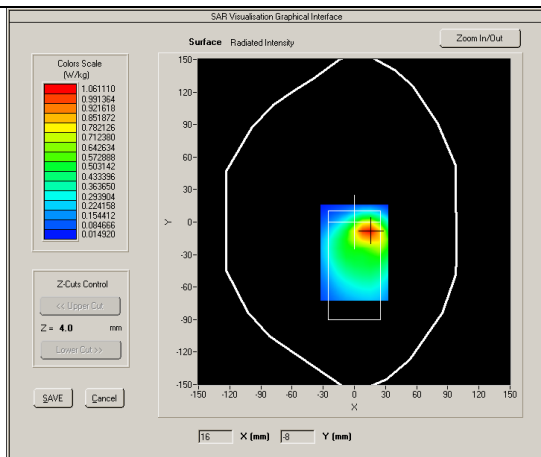 SAR Visualisation Graphical Interface
Surface Radiated Intensity
Zoom In/Out
Colors Scale
(W/kg)
1.061110
0.991364
0.921618
0.851872
0.782126
0.712380
0.642634
0.572888
0.503142
0.433396
0.363650
0.293904
0.224158
0.154412
0.084666
0.014920
Z-Cuts Control
<< Upper Cut
Z = 4.0 mm
Lower Cut >>
SAVE Cancel
150
120
90
60
30
0
-30
-60
-90
-120
-150
Y
-150 -120 -90 -60 -30 0 30 60 90 120 150
X
16 X (mm) -8 Y (mm)